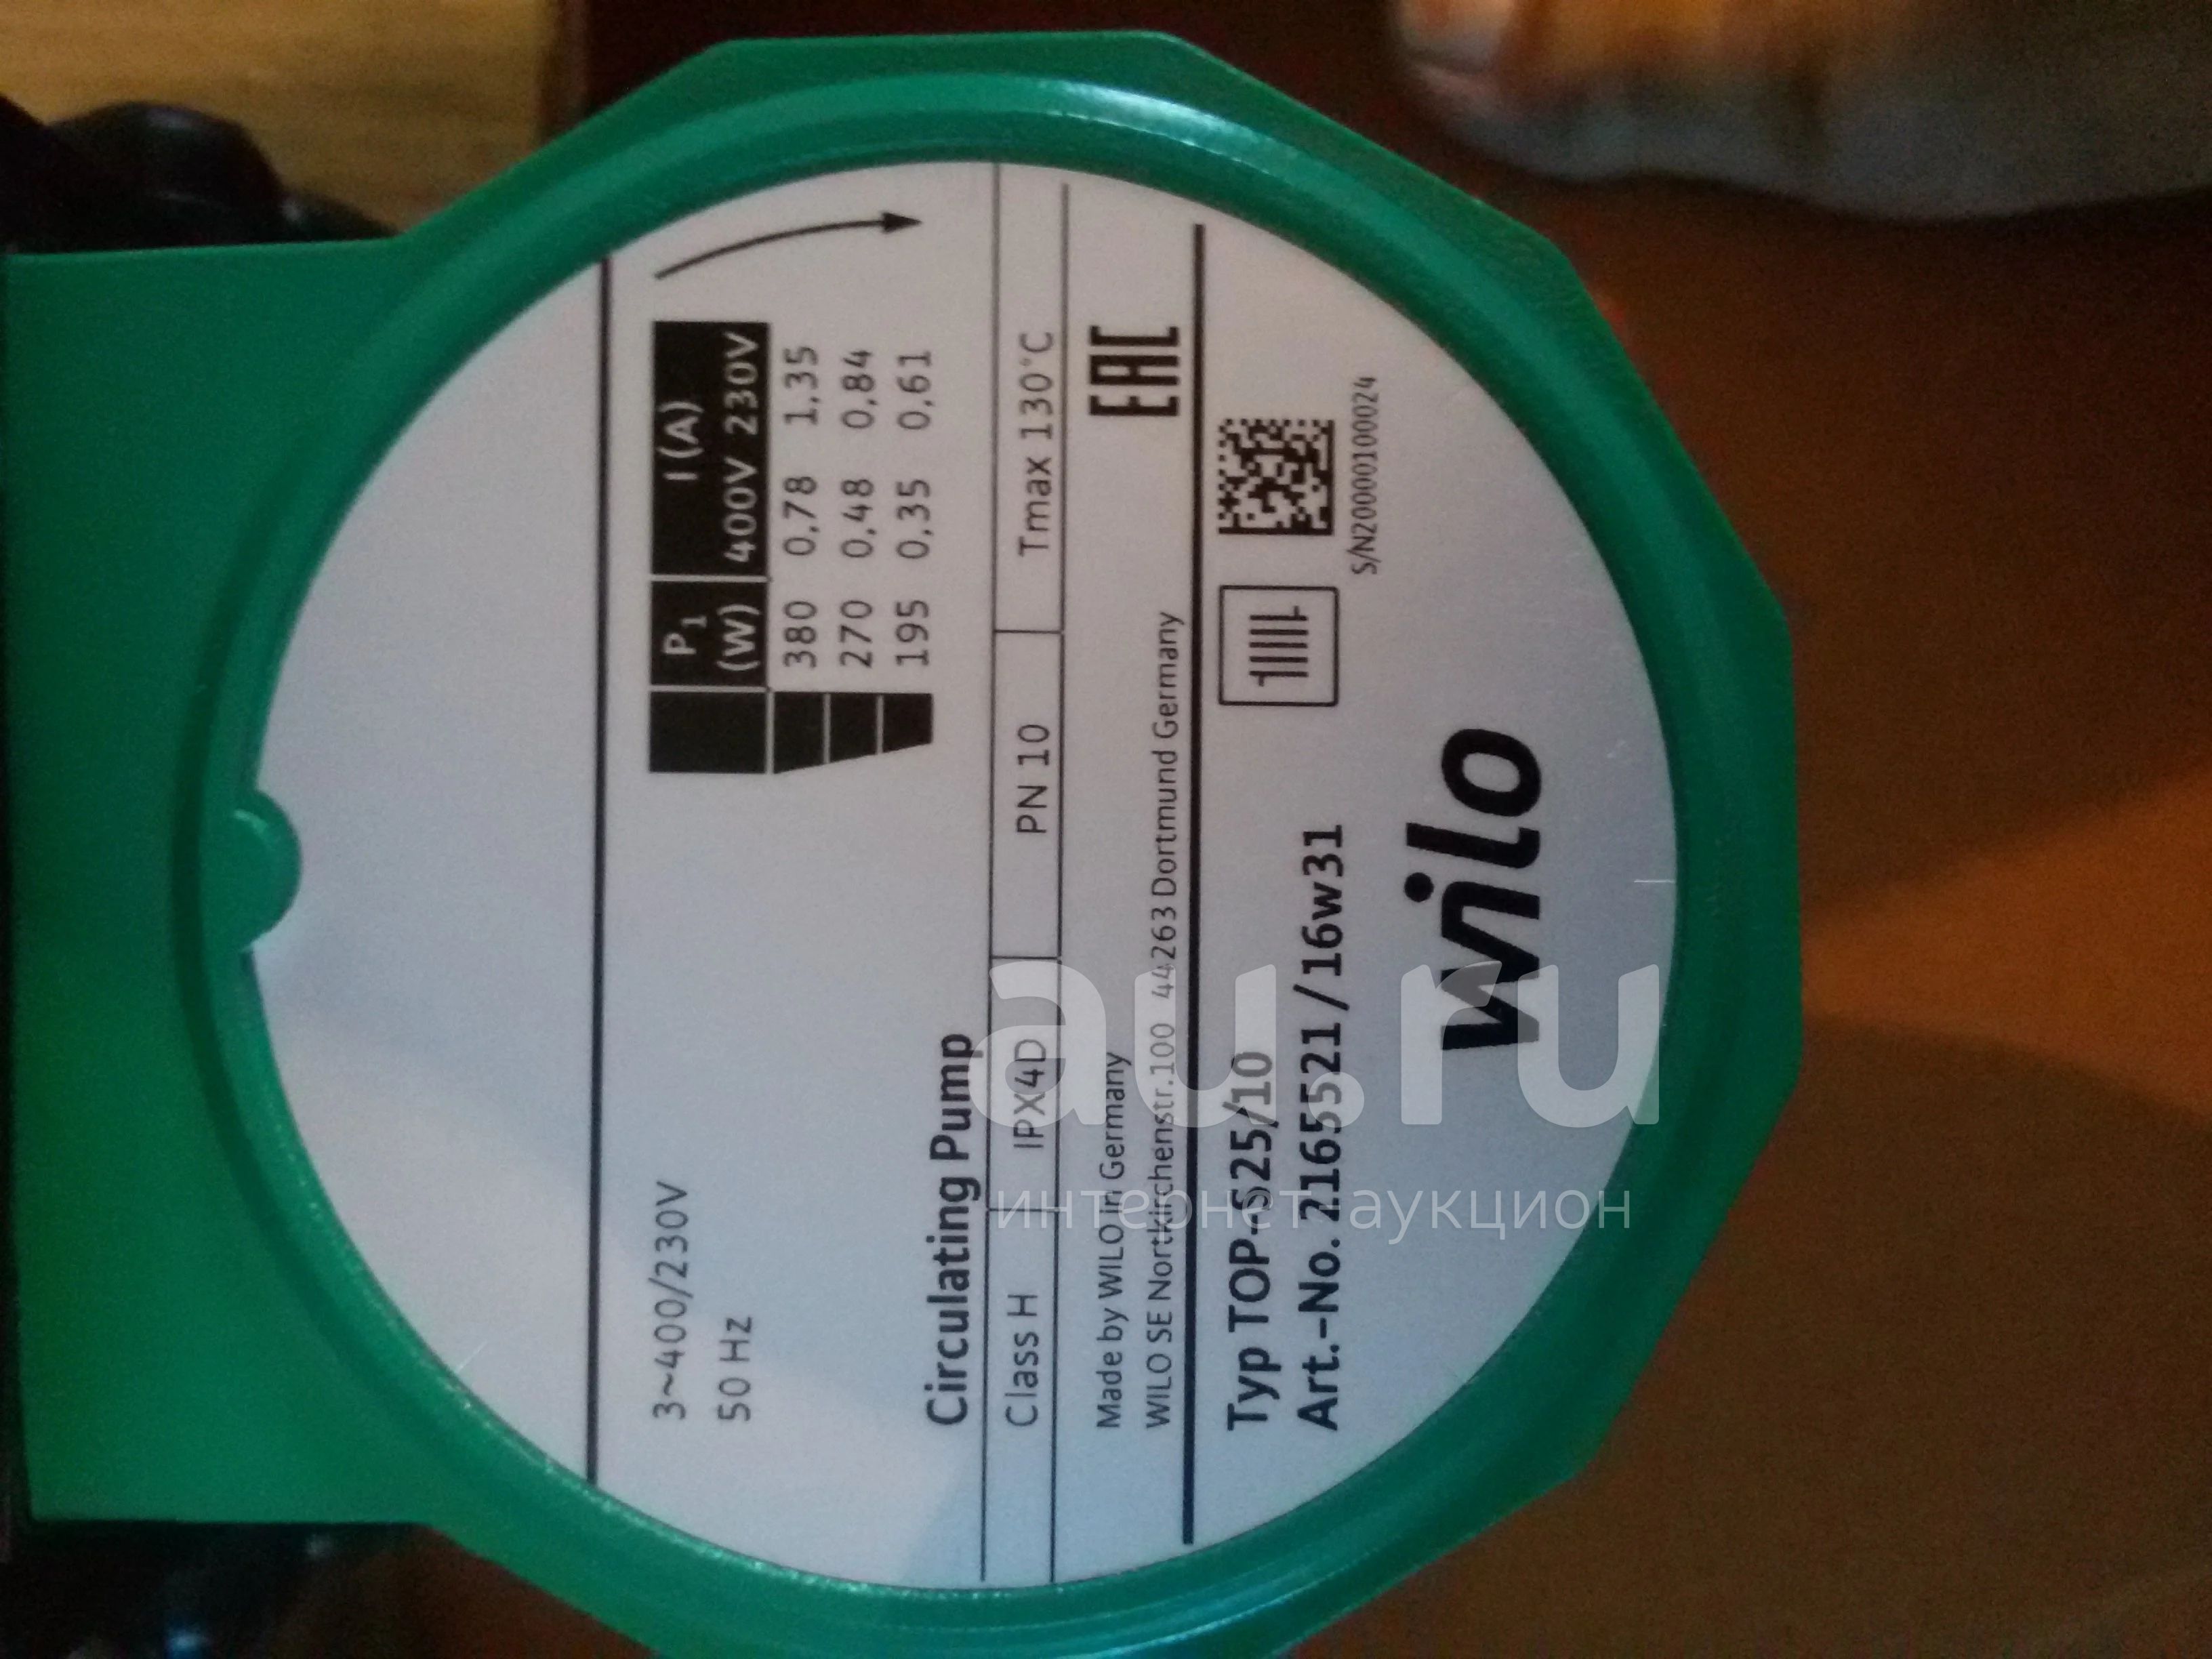 3~400/230V
50 Hz
P1 I (A)
(W) 400V 230V
380 0,78 1,35
270 0,48 0,84
195 0,35 0,61
Circulating Pump
Class H IPX4D PN 10 Tmax 130°C
Made by WILO in Germany
WILO SE Nortkirchenstr.100 44263 Dortmund Germany
EAC
Typ TOP-S25/10
Art.-No. 2165521/16w31
S/N2000010024
wilo
au.ru
интернет аукцион